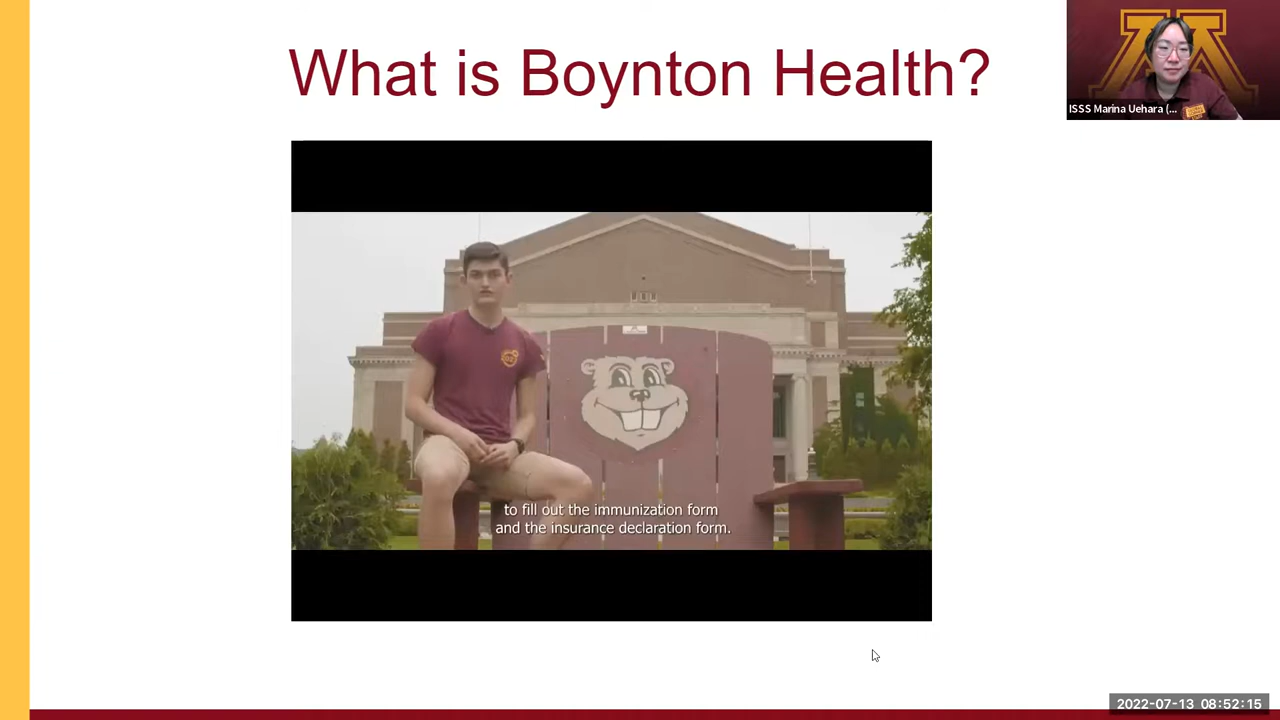 What is Boynton Health?
ISSS Marina Uehara (...
to fill out the immunization form
and the insurance declaration form.
2022-07-13 08:52:15